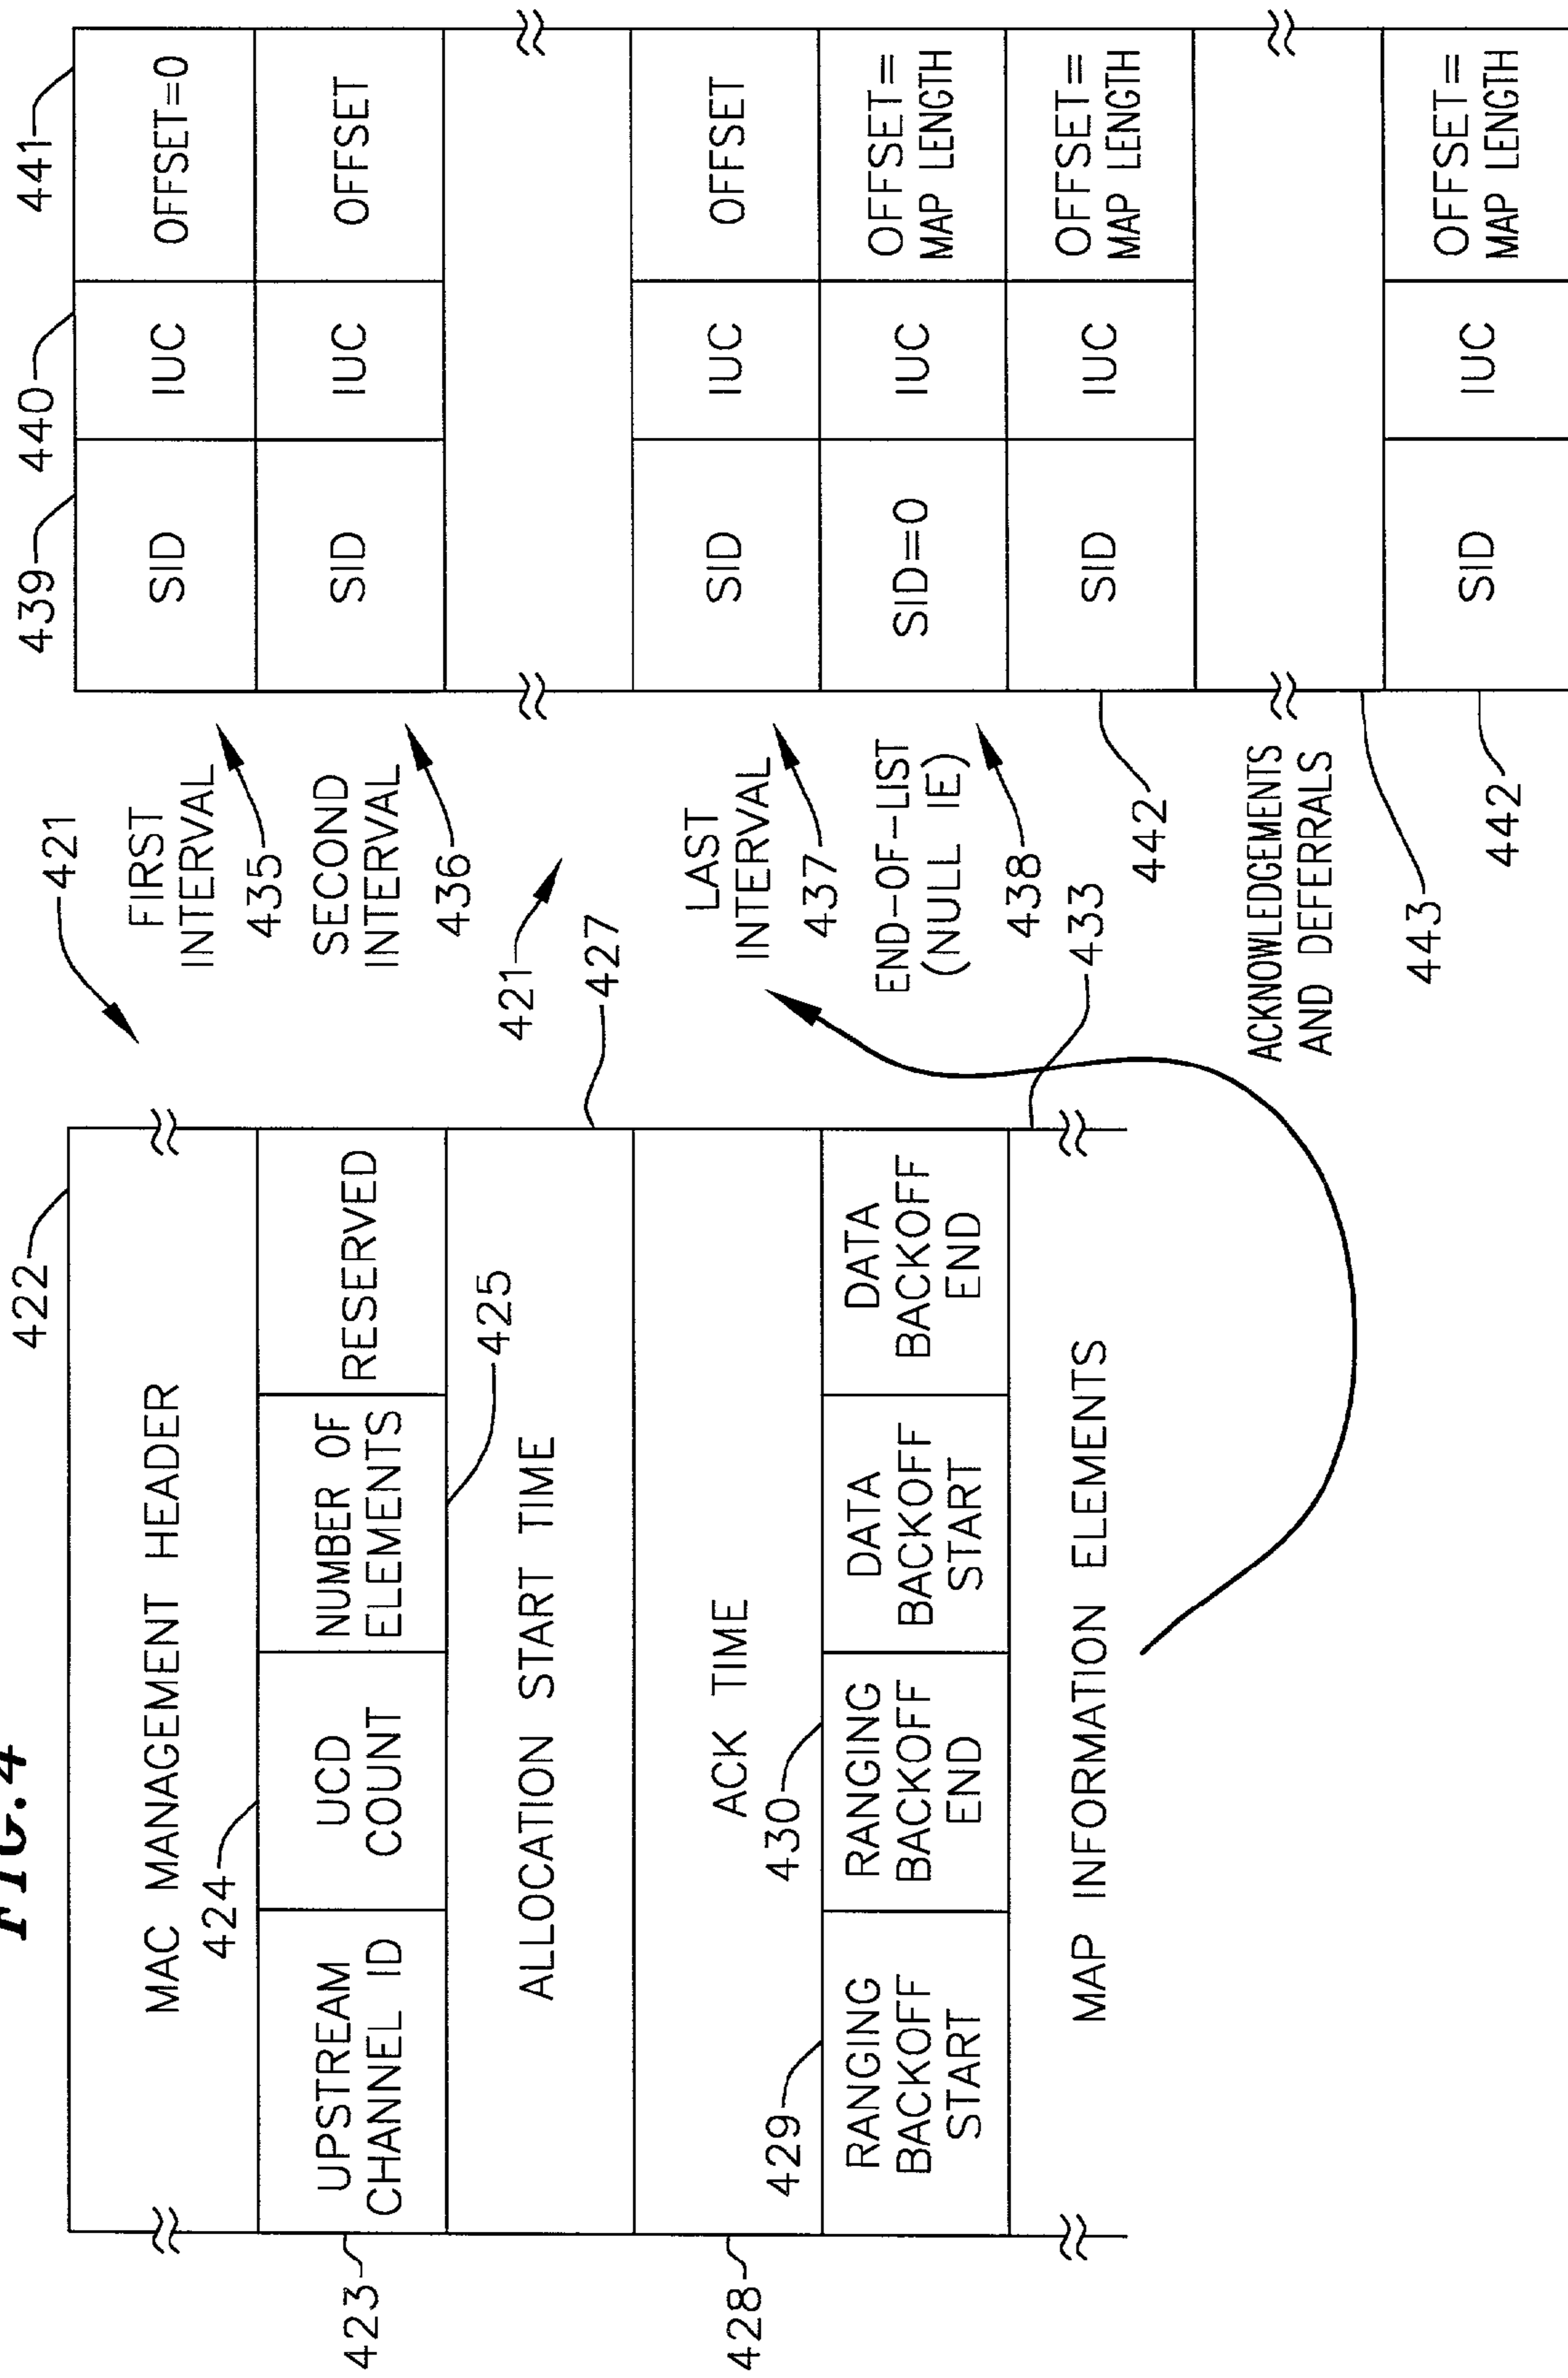 FIG.4
422
MAC MANAGEMENT HEADER
424
423
UPSTREAM
CHANNEL ID
UCD
COUNT
NUMBER OF
ELEMENTS
RESERVED
425
427
ALLOCATION START TIME
428
ACK TIME
429
430
RANGING
BACKOFF
START
RANGING
BACKOFF
END
DATA
BACKOFF
START
DATA
BACKOFF
END
433
MAP INFORMATION ELEMENTS
421
439
440
441
FIRST
INTERVAL
435
SID
IUC
OFFSET=0
SECOND
INTERVAL
436
SID
IUC
OFFSET
421
LAST
INTERVAL
437
SID
IUC
OFFSET
END-OF-LIST
(NULL IE)
438
SID=0
IUC
OFFSET=
MAP LENGTH
442
SID
IUC
OFFSET=
MAP LENGTH
ACKNOWLEDGEMENTS
AND DEFERRALS
443
442
SID
IUC
OFFSET=
MAP LENGTH